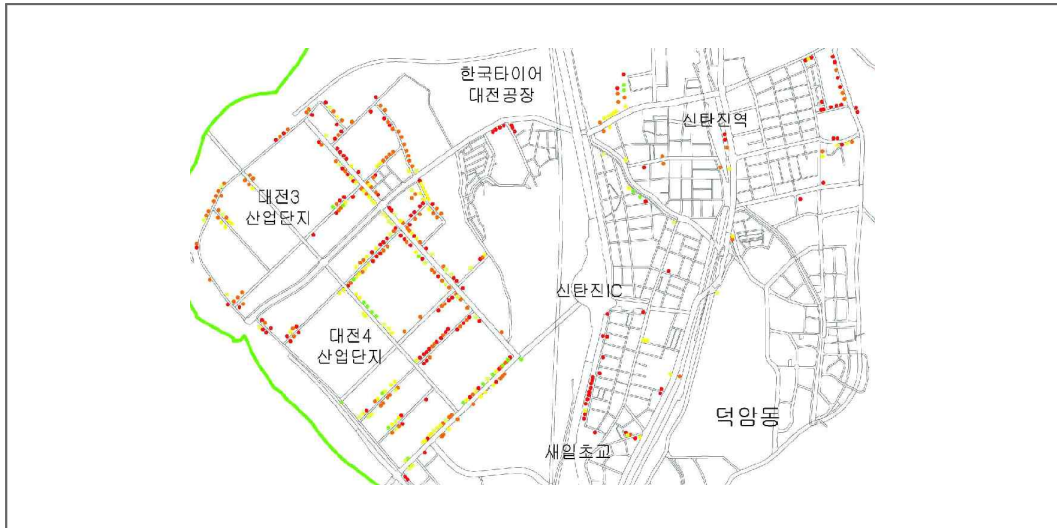 한국타이어
대전공장
신탄진역
대전3
산업단지
신탄진IC
대전4
산업단지
덕암동
새일초교